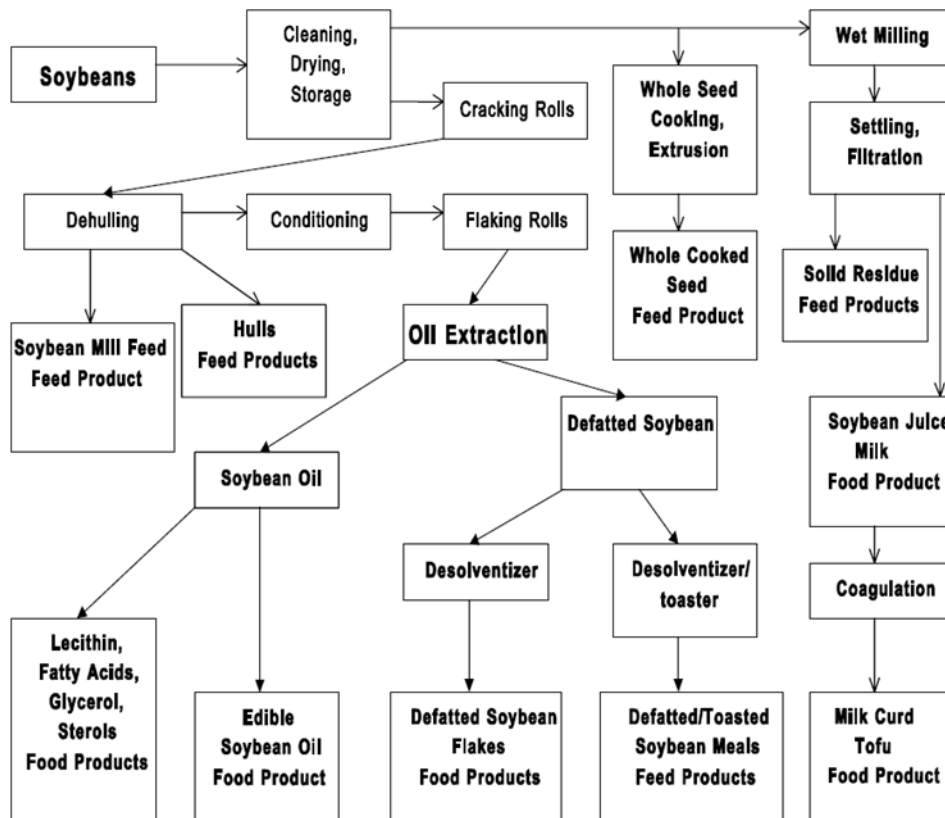 Soybeans
Cleaning,
Drying,
Storage
Wet Milling
Whole Seed
Cooking,
Extrusion
Cracking Rolls
Settling,
Filtration
Dehulling
Conditioning
Flaking Rolls
Whole Cooked
Seed
Feed Product
Solid Residue
Feed Products
Soybean Mill Feed
Feed Product
Hulls
Feed Products
Oil Extraction
Defatted Soybean
Soybean Juice
Milk
Food Product
Soybean Oil
Desolventizer
Desolventizer/
toaster
Coagulation
Lecithin,
Fatty Acids,
Glycerol,
Sterols
Food Products
Edible
Soybean Oil
Food Product
Defatted Soybean
Flakes
Food Products
Defatted/Toasted
Soybean Meals
Feed Products
Milk Curd
Tofu
Food Product